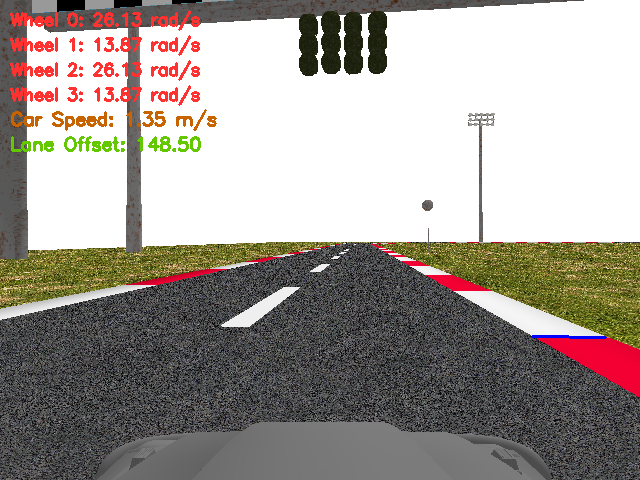 Wheel 0: 26.13 rad/s
Wheel 1: 13.87 rad/s
Wheel 2: 26.13 rad/s
Wheel 3: 13.87 rad/s
Car Speed: 1.35 m/s
Lane Offset: 148.50